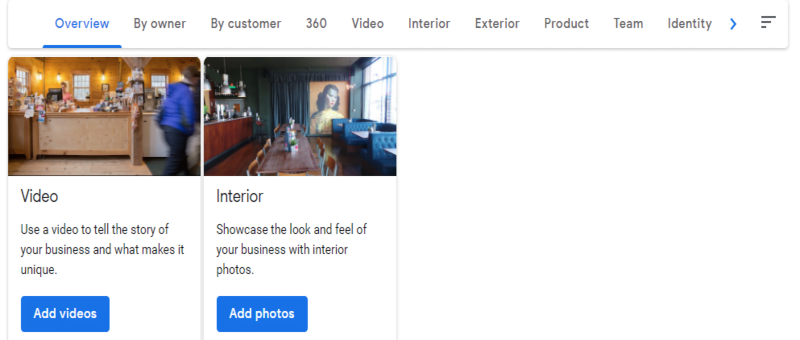 Overview By owner By customer 360 Video Interior Exterior Product Team Identity
Video
Use a video to tell the story of
your business and what makes it
unique.
Add videos
Interior
Showcase the look and feel of
your business with interior
photos.
Add photos